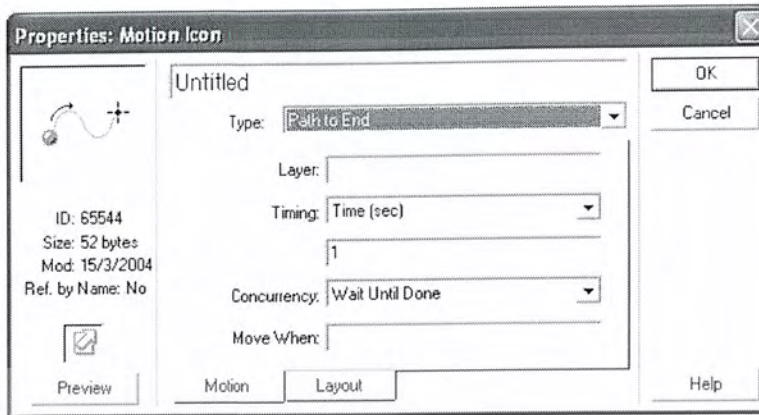 Properties: Motion Icon
Untitled
OK
Cancel
Type: Path to End
Layer:
Timing: Time (sec)
1
Concurrency: Wait Until Done
Move When:
ID: 65544
Size: 52 bytes
Mod: 15/3/2004
Ref. by Name: No
Preview
Motion
Layout
Help